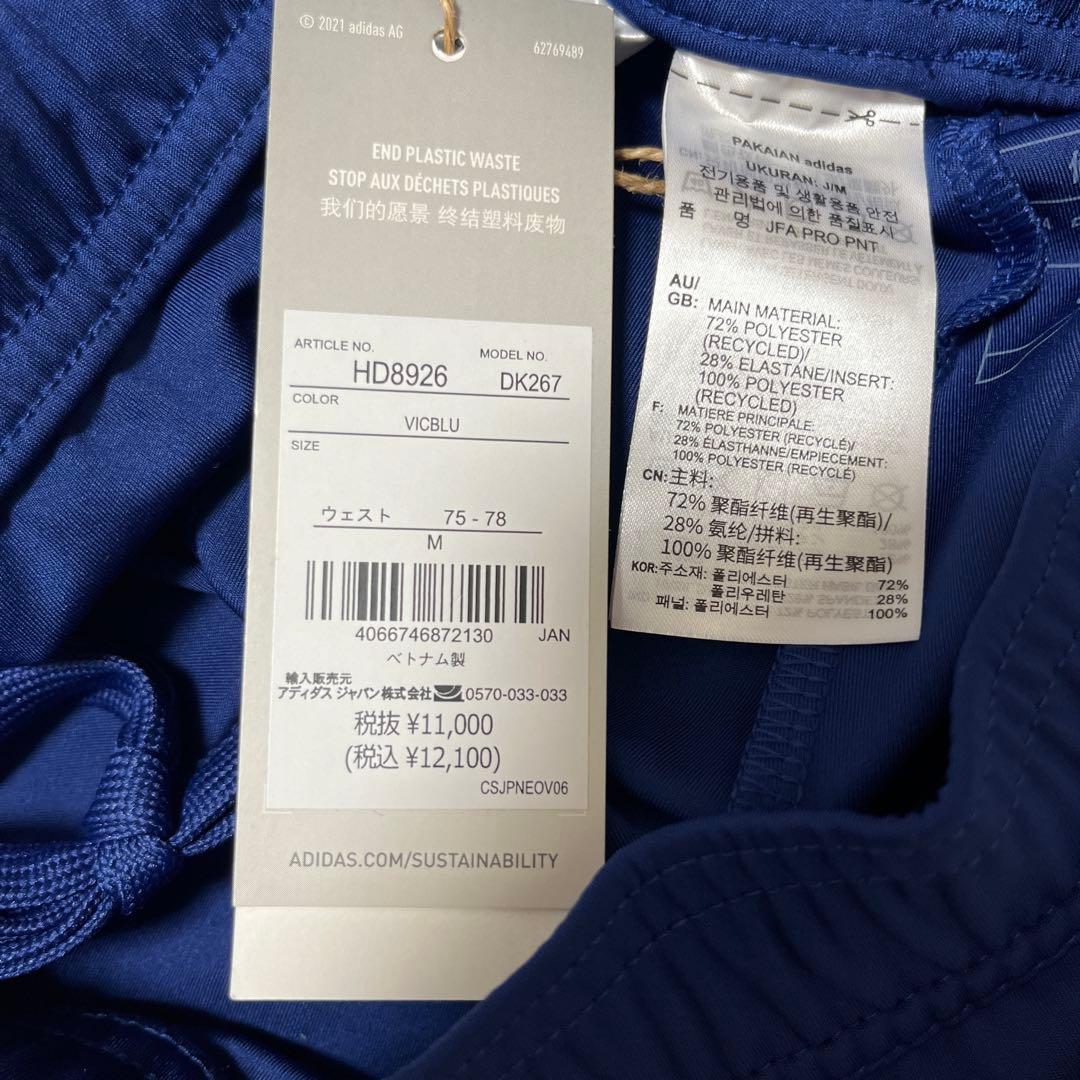 © 2021 adidas AG
62769489
END PLASTIC WASTE
STOP AUX DÉCHETS PLASTIQUES
我们的愿景 终结塑料废物
ARTICLE NO.
MODEL NO.
HD8926
DK267
COLOR
VICBLU
SIZE
ウェスト 75 - 78
M
4066746872130 JAN
ベトナム製
輸入販売元
アディダス ジャパン株式会社 0570-033-033
税抜 ¥11,000
(税込 ¥12,100)
CSJPNEOV06
ADIDAS.COM/SUSTAINABILITY
PAKAIAN adidas
UKURAN: J/M
전기용품 및 생활용품 안전
관리법에 의한 품질표시
품 명 JFA PRO PNT
AU/
GB: MAIN MATERIAL:
72% POLYESTER
(RECYCLED)/
28% ELASTANE/INSERT:
100% POLYESTER
(RECYCLED)
F: MATIERE PRINCIPALE:
72% POLYESTER (RECYCLÉ)/
28% ÉLASTHANNE/EMPIECEMENT:
100% POLYESTER (RECYCLÉ)
CN: 主料:
72% 聚酯纤维(再生聚酯)/
28% 氨纶/拼料:
100% 聚酯纤维(再生聚酯)
KOR: 주소재: 폴리에스터 72%
폴리우레탄 28%
패널: 폴리에스터 100%